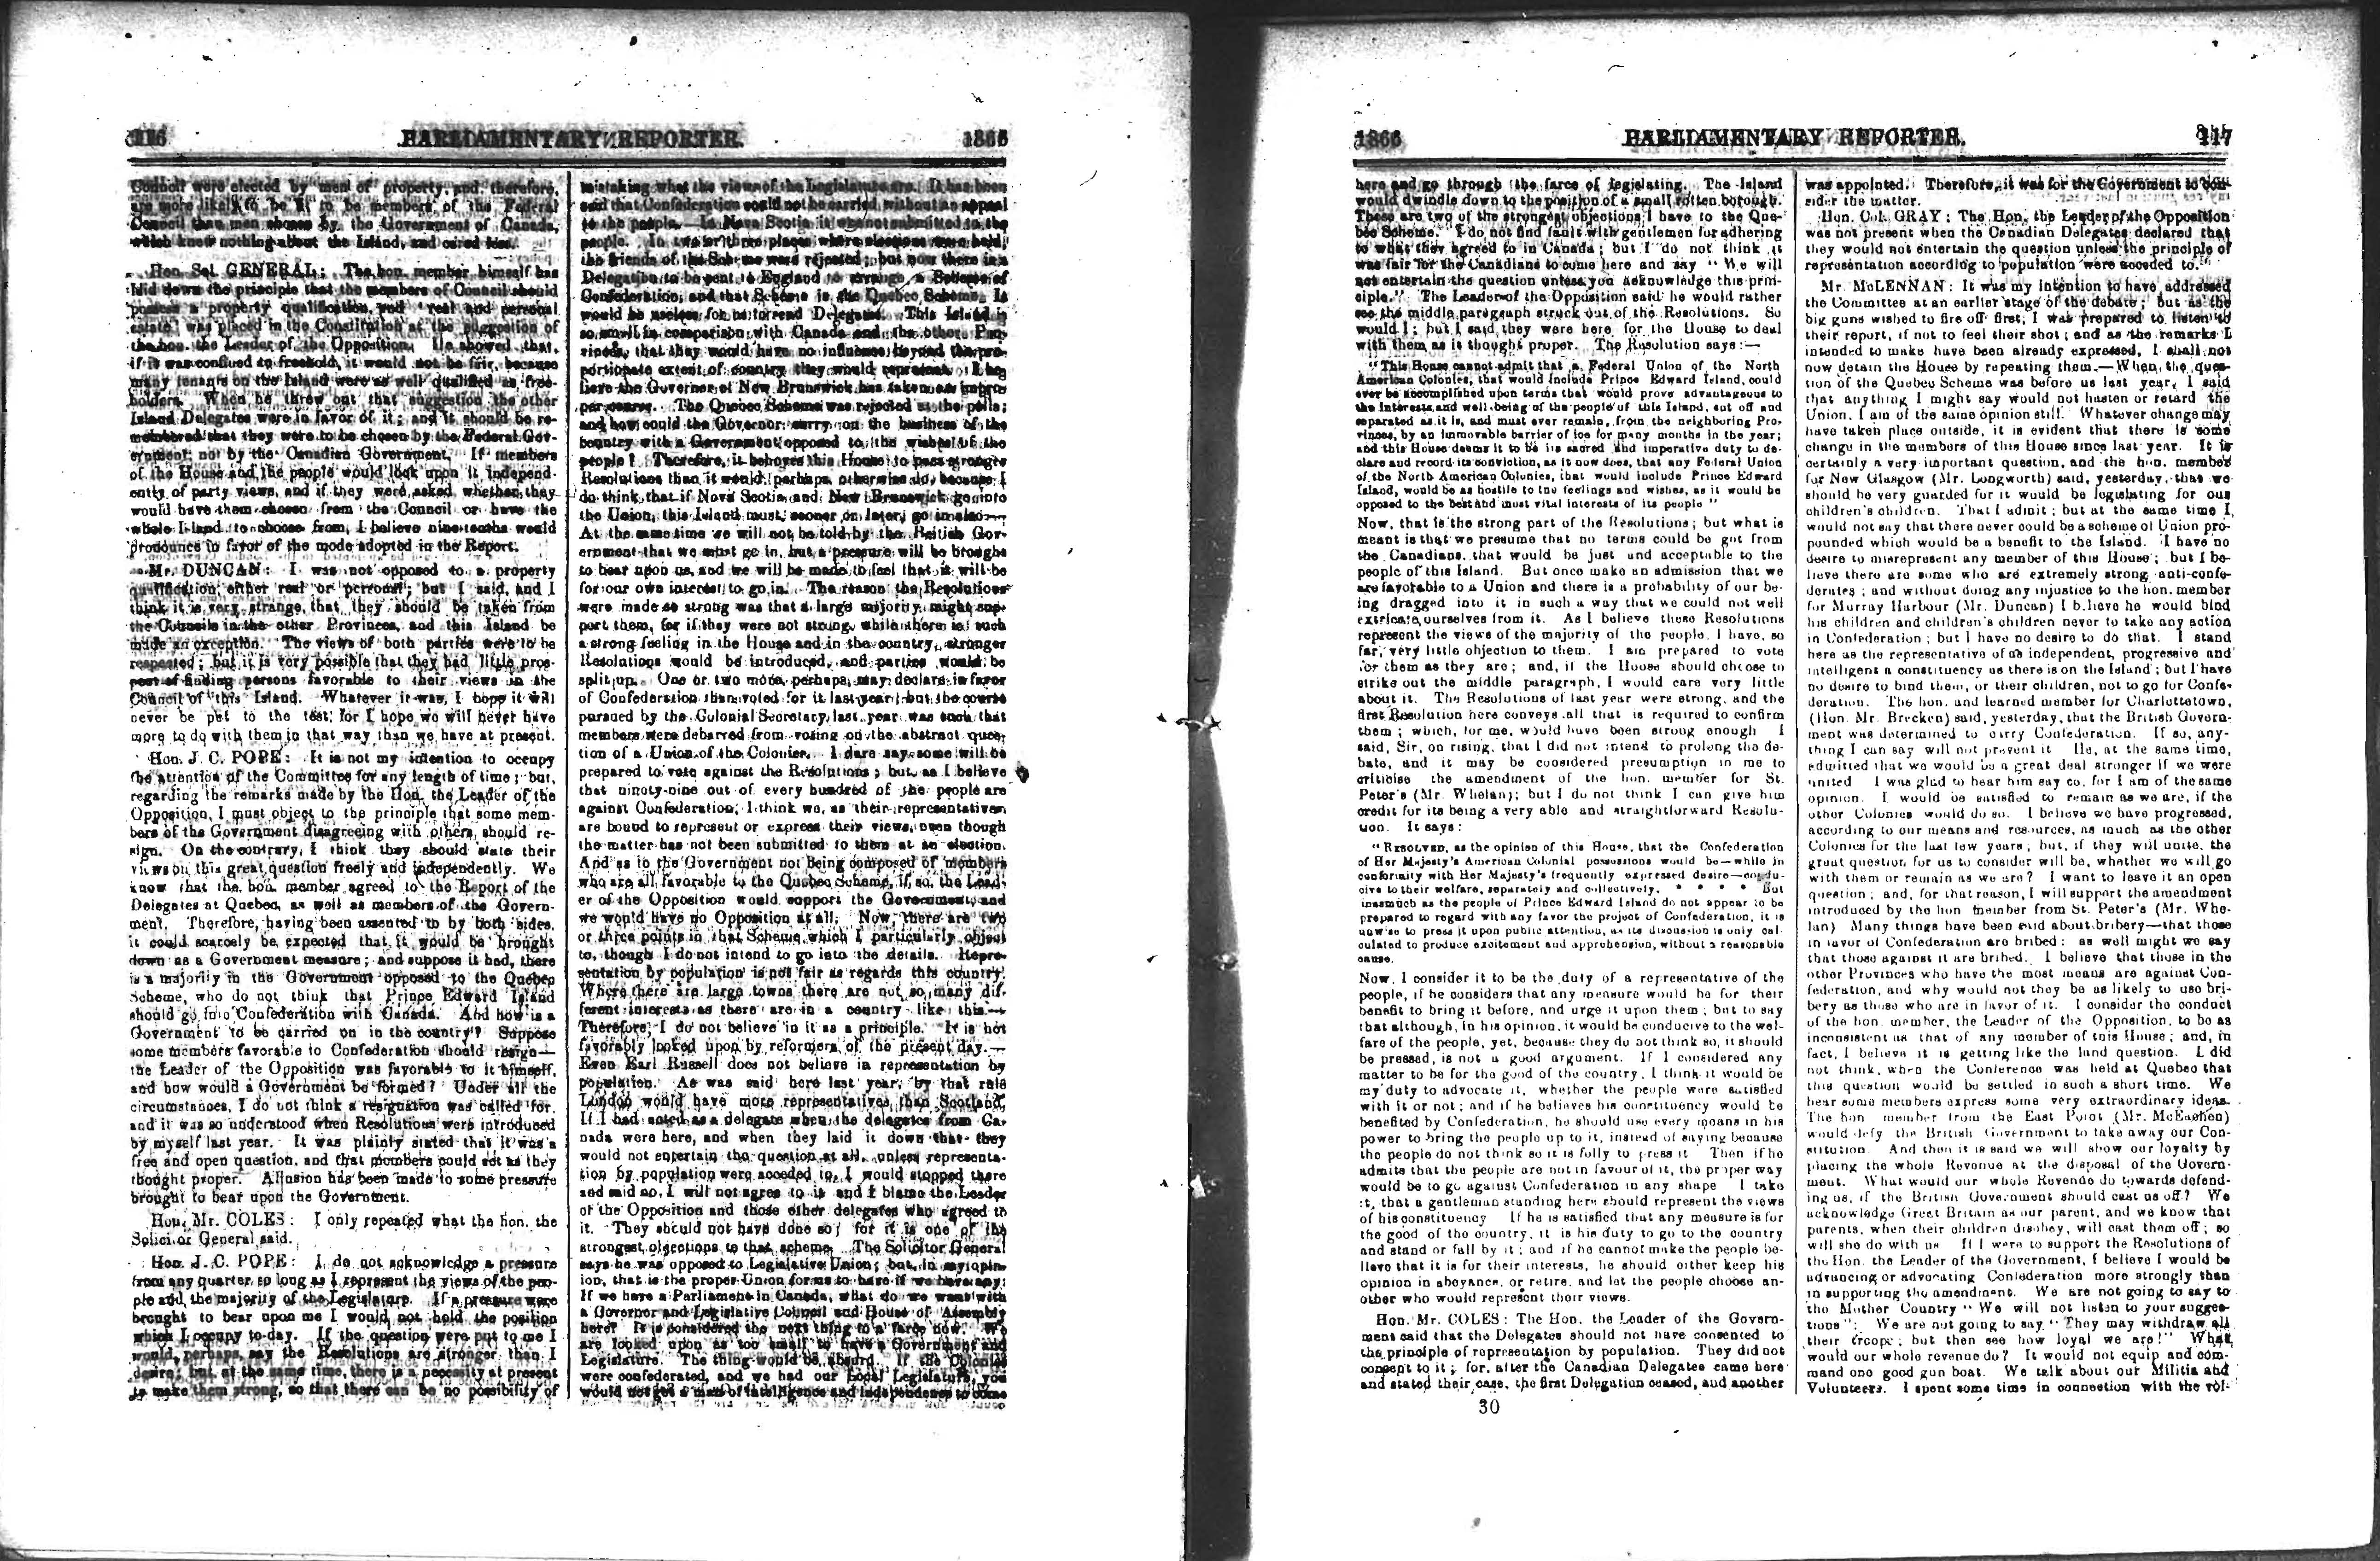 116 PARLIAMENTARY REPORTER. 1866
Council were elected by men of property, and, therefore,
are more likely to be fit to be members of the Federal
Council than men chosen by the Government of Canada,
which knew nothing about the Island, and cared less.
Hon. Sol. GENERAL: The hon. member himself has
laid down the principle that the members of Council should
possess a property qualification, and "real and personal
estate" was placed in the Constitution at the suggestion of
the hon. the Leader of the Opposition. He showed that,
if it was confined to freehold, it would not be fair, because
many tenants on the Island were as well qualified as free-
holders. When he threw out that suggestion the other
Island Delegates were in favor of it; and it should be re-
membered that they were to be chosen by the Federal Gov-
ernment, not by the Canadian Government. If members
of the House and the people would look upon it independ-
ently of party views, and if they were asked whether they
would have them chosen from the Council or have the
whole Island to choose from, I believe nine-tenths would
pronounce in favor of the mode adopted in the Report.
Mr. DUNCAN: I was not opposed to a property
qualification, either real or personal; but I said, and I
think it is very strange, that they should be taken from
the Councils in the other Provinces, and this Island be
made an exception. The views of both parties were to be
respected; but it is very possible that they had little pros-
pect of finding persons favorable to their views in the
Council of this Island. Whatever it was, I hope it will
never be put to the test; for I hope we will never have
more to do with them in that way than we have at present.
Hon. J. C. POPE: It is not my intention to occupy
the attention of the Committee for any length of time; but,
regarding the remarks made by the Hon. the Leader of the
Opposition, I must object to the principle that some mem-
bers of the Government disagreeing with others, should re-
sign. On the contrary, I think they should state their
views on this great question freely and independently. We
know that the hon. member agreed to the Report of the
Delegates at Quebec, as well as members of the Govern-
ment. Therefore, having been assented to by both sides,
it could scarcely be expected that it would be brought
down as a Government measure; and suppose it had, there
is a majority in the Government opposed to the Quebec
Scheme, who do not think that Prince Edward Island
should go into Confederation with Canada. And how is a
Government to be carried on in the country? Suppose
some members favorable to Confederation should resign—
the Leader of the Opposition was favorable to it himself,
and how would a Government be formed? Under all the
circumstances, I do not think a resignation was called for,
and it was so understood when Resolutions were introduced
by myself last year. It was plainly stated that it was a
free and open question, and that members could act as they
thought proper. Allusion has been made to some pressure
brought to bear upon the Government.
Hon. Mr. COLES: I only repeated what the hon. the
Solicitor General said.
Hon. J. C. POPE: I do not acknowledge a pressure
from any quarter so long as I represent the views of the peo-
ple and the majority of the Legislature. If a pressure were
brought to bear upon me I would not hold the position
which I occupy to-day. If the question were put to me I
would, perhaps, say the Resolutions are stronger than I
desire; but, at the same time, there is a necessity at present
to make them strong, so that there can be no possibility of
mistaking what the views of the Legislature are. It has been
said that Confederation could not be carried without an appeal
to the people. In Nova Scotia it was not submitted to the
people. In two or three places where elections were held,
the friends of the Scheme were rejected; but now there is a
Delegation to be sent to England to arrange a Scheme of
Confederation, and that Scheme is the Quebec Scheme. It
would be useless for us to send Delegates. This Island is
so small in comparison with Canada and the other Pro-
vinces, that they would have no influence beyond the pro-
portionate extent of country they would represent. I be-
lieve the Governor of New Brunswick has taken an impro-
per course. The Quebec Scheme was rejected at the polls;
and how could the Governor carry on the business of the
country with a Government opposed to the wishes of the
people? Therefore, it behoves this House to pass stronger
Resolutions than it would, perhaps, otherwise do, because I
do think that if Nova Scotia and New Brunswick go into
the Union, this Island must, sooner or later, go in also.—
At the same time we will not be told by the British Gov-
ernment that we must go in, but a pressure will be brought
to bear upon us, and we will be made to feel that it will be
for our own interest to go in. The reason the Resolutions
were made so strong was that a large majority might sup-
port them, for if they were not strong, while there is such
a strong feeling in the House and in the country, stronger
Resolutions would be introduced, and parties would be
split up. One or two more, perhaps, may declare in favor
of Confederation than voted for it last year; but the course
pursued by the Colonial Secretary last year was such that
members were debarred from voting on the abstract ques-
tion of a Union of the Colonies. I dare say some will be
prepared to vote against the Resolutions; but, as I believe
that ninety-nine out of every hundred of the people are
against Confederation, I think we, as their representatives,
are bound to represent or express their views, even though
the matter has not been submitted to them at an election.
And as to the Government not being composed of members
who are all favorable to the Quebec Scheme, if so, the Lead-
er of the Opposition would support the Government, and
we would have no Opposition at all. Now, there are two
or three points in that Scheme which I particularly object
to, though I do not intend to go into the details. Repre-
sentation by population is not fair as regards this country.
Where there are large towns there are not so many dif-
ferent interests as there are in a country like this.—
Therefore, I do not believe in it as a principle. It is not
favorably looked upon by reformers of the present day.—
Even Earl Russell does not believe in representation by
population. As was said here last year, by that rule
London would have more representatives than Scotland.
If I had acted as a delegate when the delegates from Ca-
nada were here, and when they laid it down that they
would not entertain the question at all, unless representa-
tion by population were acceded to, I would stopped there
and said no, I will not agree to it and I blame the Leader
of the Opposition and those other delegates who agreed to
it. They should not have done so; for it is one of the
strongest objections to that scheme. The Solicitor General
says he was opposed to Legislative Union; but, in my opin-
ion, that is the proper Union for us to have if we have any:
If we have a Parliament in Canada, what do we want with
a Governor and Legislative Council and House of Assembly
here? It is considered the next thing to a farce now. We
are looked upon as too small to have a Government and
Legislature. The thing would be absurd. If the Colonies
were confederated, and we had our Local Legislature, you
would not get a man of intelligence and independence to come
1866 PARLIAMENTARY REPORTER. 117
here and go through the farce of legislating. The Island
would dwindle down to the position of a small rotten borough.
These are two of the strongest objections I have to the Que-
bec Scheme. I do not find fault with gentlemen for adhering
to what they agreed to in Canada; but I do not think it
was fair for the Canadians to come here and say "We will
not entertain the question unless you acknowledge this prin-
ciple." The Leader of the Opposition said he would rather
see the middle paragraph struck out of the Resolutions. So
would I; but I said they were here for the House to deal
with them as it thought proper. The Resolution says:—
"This House cannot admit that a Federal Union of the North
American Colonies, that would include Prince Edward Island, could
ever be accomplished upon terms that would prove advantageous to
the interests and well-being of the people of this Island, cut off and
separated as it is, and must ever remain, from the neighboring Pro-
vinces, by an immovable barrier of ice for many months in the year;
and this House deems it to be its sacred and imperative duty to de-
clare and record its conviction, as it now does, that any Federal Union
of the North American Colonies, that would include Prince Edward
Island, would be as hostile to the feelings and wishes, as it would be
opposed to the best and most vital interests of its people"
Now, that is the strong part of the Resolutions; but what is
meant is that we presume that no terms could be got from
the Canadians, that would be just and acceptable to the
people of this Island. But once make an admission that we
are favorable to a Union and there is a probability of our be-
ing dragged into it in such a way that we could not well
extricate ourselves from it. As I believe these Resolutions
represent the views of the majority of the people, I have, so
far, very little objection to them. I am prepared to vote
for them as they are; and, if the House should choose to
strike out the middle paragraph, I would care very little
about it. The Resolutions of last year were strong, and the
first Resolution here conveys all that is required to confirm
them; which, for me, would have been strong enough I
said, Sir, on rising, that I did not intend to prolong the de-
bate, and it may be considered presumption in me to
criticise the amendment of the hon. member for St.
Peter's (Mr. Whelan); but I do not think I can give him
credit for its being a very able and straightforward Resolu-
tion. It says:
"RESOLVED, as the opinion of this House, that the Confederation
of Her Majesty's American Colonial possessions would be—while in
conformity with Her Majesty's frequently expressed desire—condu-
cive to their welfare, separately and collectively. * * * * But
inasmuch as the people of Prince Edward Island do not appear to be
prepared to regard with any favor the project of Confederation, it is
unwise to press it upon public attention, as its discussion is only cal-
culated to produce excitement and apprehension, without a reasonable
cause.
Now, I consider it to be the duty of a representative of the
people, if he considers that any measure would be for their
benefit to bring it before, and urge it upon them; but to say
that although, in his opinion, it would be conducive to the wel-
fare of the people, yet, because they do not think so, it should
be pressed, is not a good argument. If I considered any
matter to be for the good of the country, I think it would be
my duty to advocate it, whether the people were satisfied
with it or not; and if he believes his constituency would be
benefited by Confederation, he should use every means in his
power to bring the people up to it, instead of saying because
the people do not think so it is folly to press it Then if he
admits that the people are not in favour of it, the proper way
would be to go against Confederation in any shape I take
it, that a gentleman standing here should represent the views
of his constituency If he is satisfied that any measure is for
the good of the country, it is his duty to go to the country
and stand or fall by it; and if he cannot make the people be-
lieve that it is for their interests, he should either keep his
opinion in abeyance, or retire, and let the people choose an-
other who would represent their views.
Hon. Mr. COLES: The Hon. the Leader of the Govern-
ment said that the Delegates should not have consented to
the principle of representation by population. They did not
consent to it; for, after the Canadian Delegates came here
and stated their case, the first Delegation ceased, and another
30
was appointed. Therefore, it was for the Government to con-
sider the matter.
Hon. Col. GRAY: The Hon. the Leader of the Opposition
was not present when the Canadian Delegates declared that
they would not entertain the question unless the principle of
representation according to population were acceded to.
Mr. McLENNAN: It was my intention to have addressed
the Committee at an earlier stage of the debate; but as the
big guns wished to fire off first, I was prepared to listen to
their report, if not to feel their shot; and as the remarks I
intended to make have been already expressed, I shall not
now detain the House by repeating them.—When the ques-
tion of the Quebec Scheme was before us last year, I said
that anything I might say would not hasten or retard the
Union. I am of the same opinion still. Whatever change may
have taken place outside, it is evident that there is some
change in the members of this House since last year. It is
certainly a very important question, and the hon. member
for New Glasgow (Mr. Longworth) said, yesterday, that we
should be very guarded for it would be legislating for our
children's children. That I admit; but at the same time I,
would not say that there never could be a scheme of Union pro-
pounded which would be a benefit to the Island. I have no
desire to misrepresent any member of this House; but I be-
lieve there are some who are extremely strong anti-confe-
derates; and without doing any injustice to the hon. member
for Murray Harbour (Mr. Duncan) I believe he would bind
his children and children's children never to take any action
in Confederation; but I have no desire to do that. I stand
here as the representative of as independent, progressive and
intelligent a constituency as there is on the Island; but I have
no desire to bind them, or their children, not to go for Confe-
deration. The hon. and learned member for Charlottetown,
(Hon. Mr. Brecken) said, yesterday, that the British Govern-
ment was determined to carry Confederation. If so, any-
thing I can say will not prevent it He, at the same time,
admitted that we would be a great deal stronger if we were
united I was glad to hear him say so, for I am of the same
opinion. I would be satisfied to remain as we are, if the
other Colonies would do so. I believe we have progressed,
according to our means and resources, as much as the other
Colonies for the last few years; but, if they will unite, the
great question for us to consider will be, whether we will go
with them or remain as we are? I want to leave it an open
question; and, for that reason, I will support the amendment
introduced by the hon member from St. Peter's (Mr. Whe-
lan) Many things have been said about bribery—that those
in favor of Confederation are bribed: as well might we say
that those against it are bribed. I believe that those in the
other Provinces who have the most means are against Con-
federation, and why would not they be as likely to use bri-
bery as those who are in favor of it. I consider the conduct
of the hon. member, the Leader of the Opposition, to be as
inconsistent as that of any member of this House; and, in
fact, I believe it is getting like the land question. I did
not think, when the Conference was held at Quebec that
this question would be settled in such a short time. We
hear some members express some very extraordinary ideas.
The hon member from the East Point (Mr. McEachen)
would defy the British Government to take away our Con-
stitution And then it is said we will show our loyalty by
placing the whole Revenue at the disposal of the Govern-
ment. What would our whole Revenue do towards defend-
ing us, if the British Government should cast us off? We
acknowledge Great Britain as our parent, and we know that
parents, when their children disobey, will cast them off; so
will she do with us If I were to support the Resolutions of
the Hon. the Leader of the Government, I believe I would be
advancing or advocating Confederation more strongly than
in supporting the amendment. We are not going to say to
the Mother Country "We will not listen to your sugges-
tions": We are not going to say "They may withdraw all
their troops; but then see how loyal we are!" What
would our whole revenue do? It would not equip and com-
mand one good gun boat. We talk about our Militia and
Volunteers. I spent some time in connection with the vol-